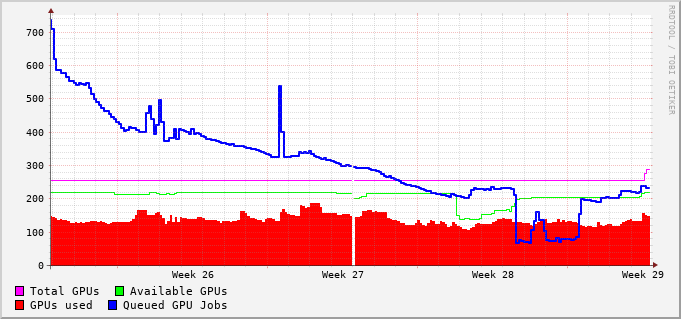 RRDTOOL / TOBI OETIKER
700
600
500
400
300
200
100
0
Week 26 Week 27 Week 28 Week 29
Total GPUs Available GPUs
GPUs used Queued GPU Jobs